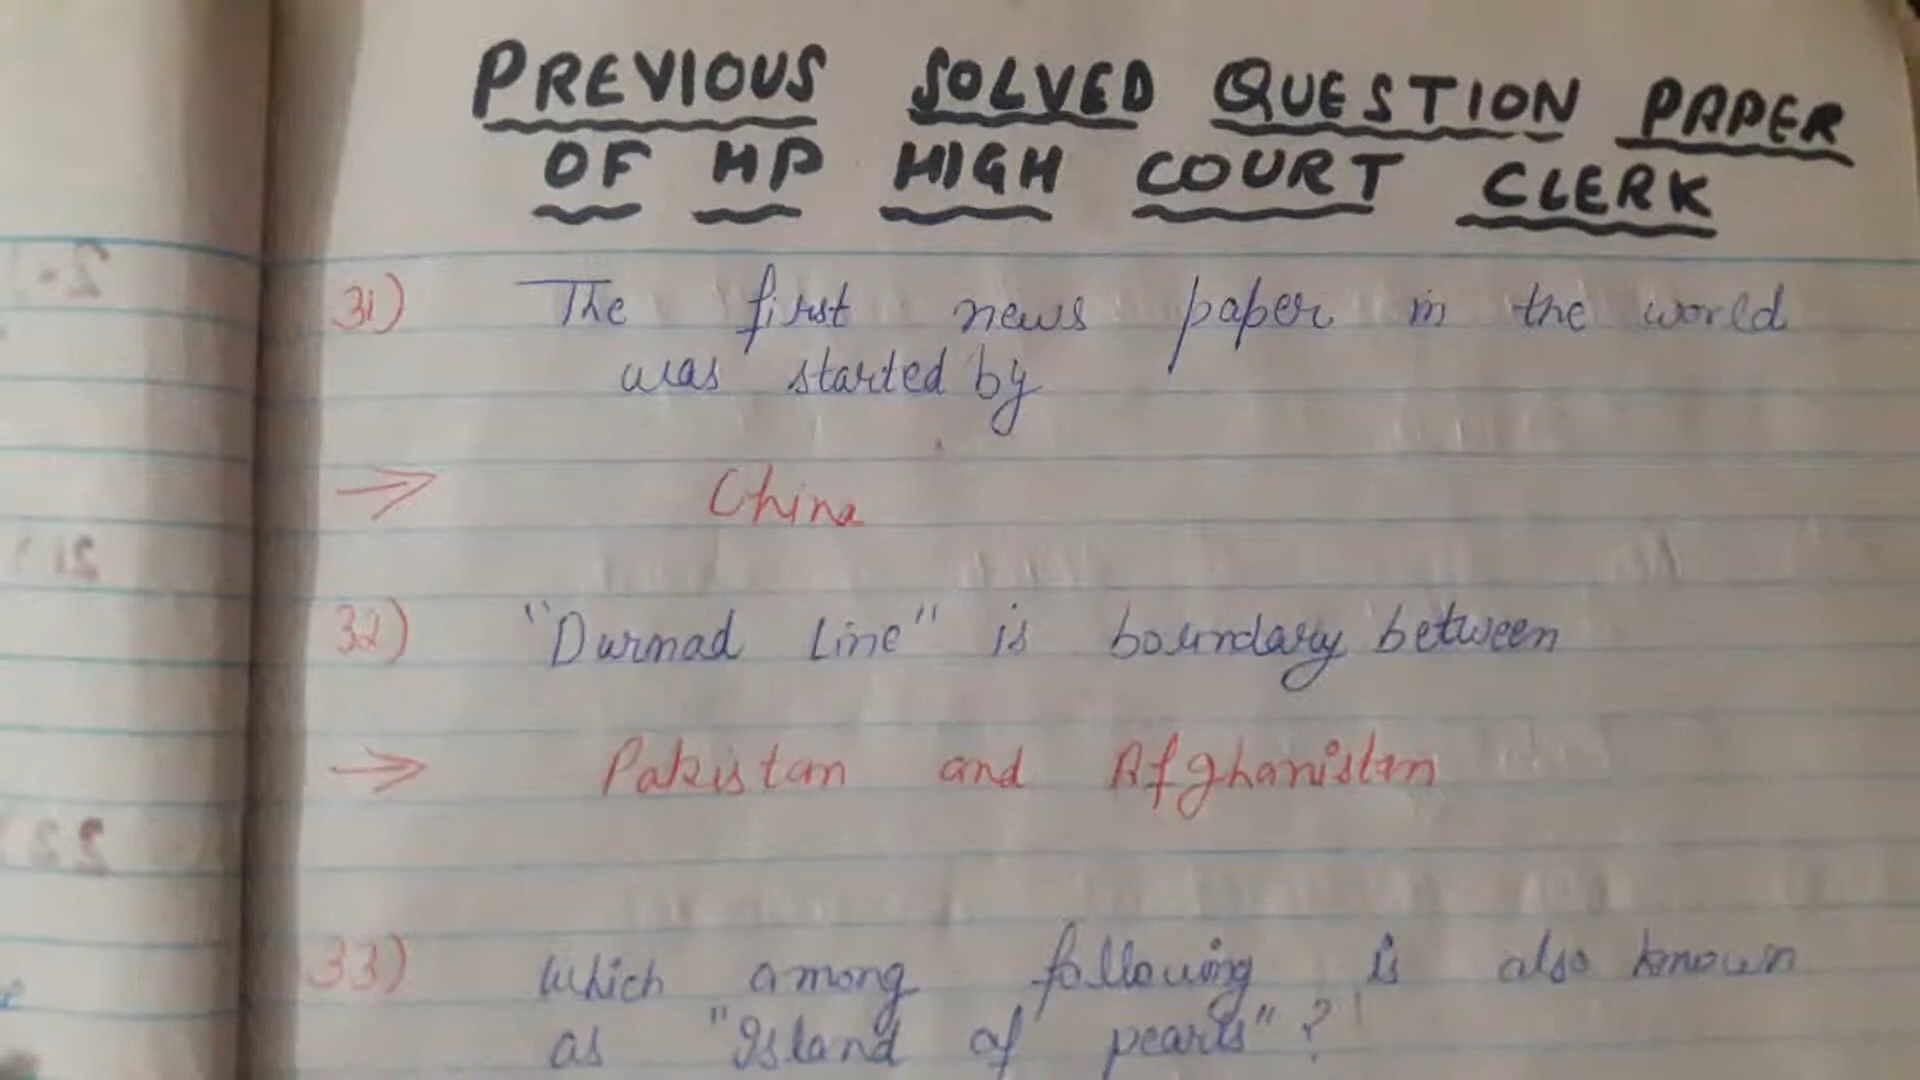 PREVIOUS SOLVED QUESTION PAPER
OF HP HIGH COURT CLERK
31) The first news paper in the world
was started by
→ China
32) "Durnad Line" is boundary between
→ Pakistan and Afghanistan
33) Which among following is also known
as "Island of pearls"?